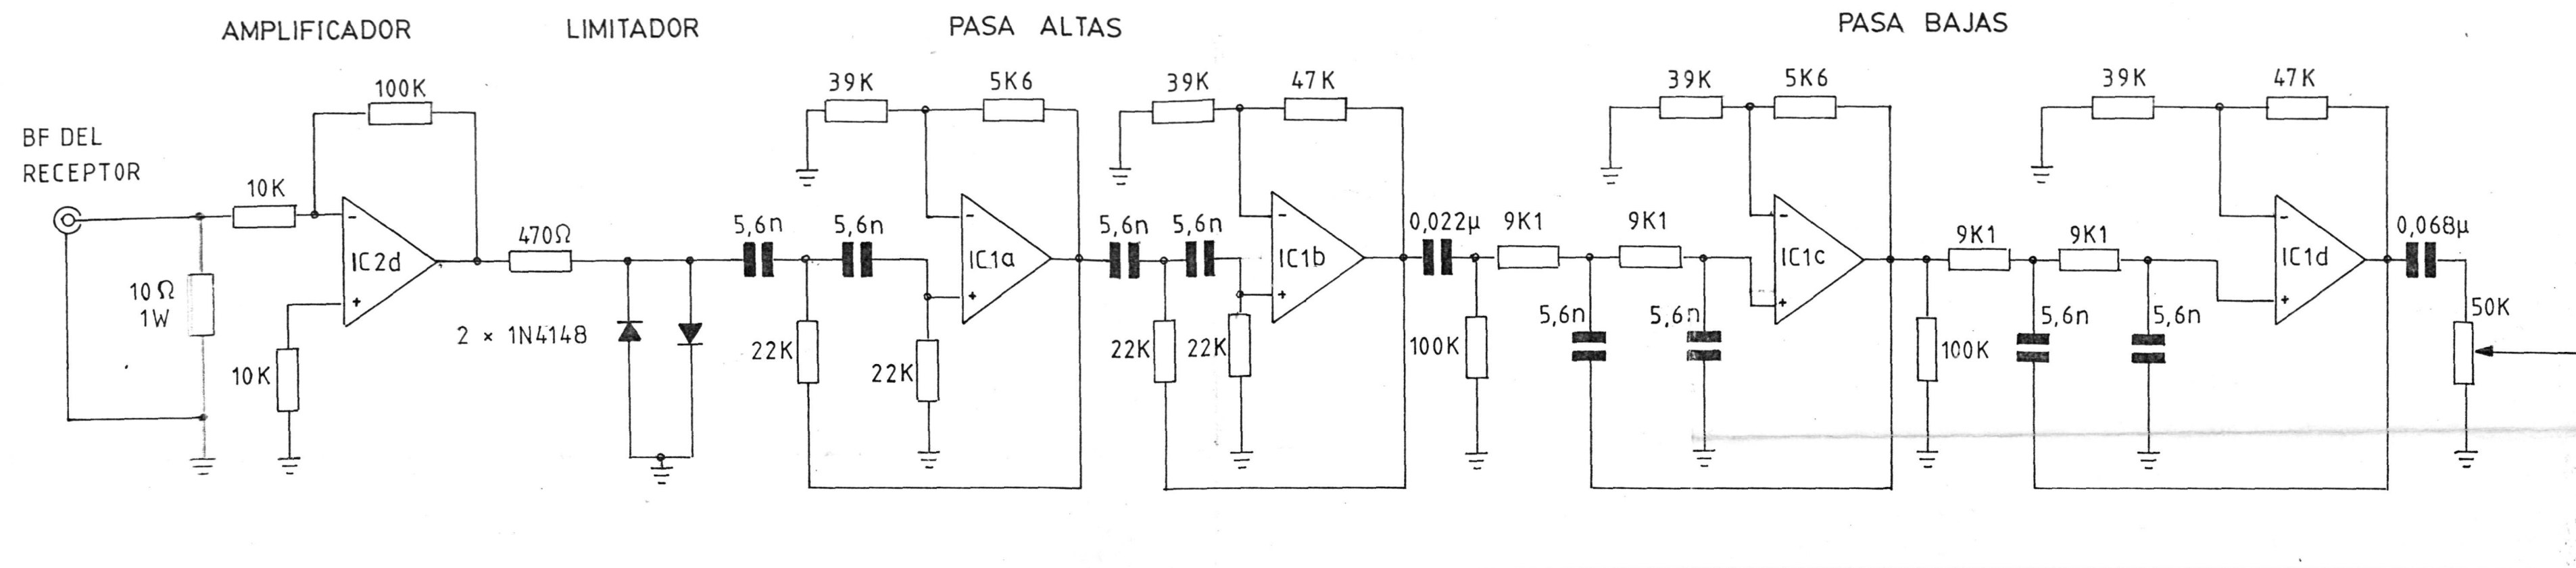 AMPLIFICADOR
LIMITADOR
PASA ALTAS
PASA BAJAS
BF DEL
RECEPTOR
10Ω
1W
10K
100K
-
+
IC2d
10K
470Ω
2 × 1N4148
5,6n
5,6n
22K
22K
39K
5K6
-
+
IC1a
5,6n
5,6n
22K
22K
39K
47K
-
+
IC1b
0,022µ
100K
9K1
9K1
5,6n
5,6n
39K
5K6
-
+
IC1c
100K
9K1
9K1
5,6n
5,6n
39K
47K
-
+
IC1d
0,068µ
50K